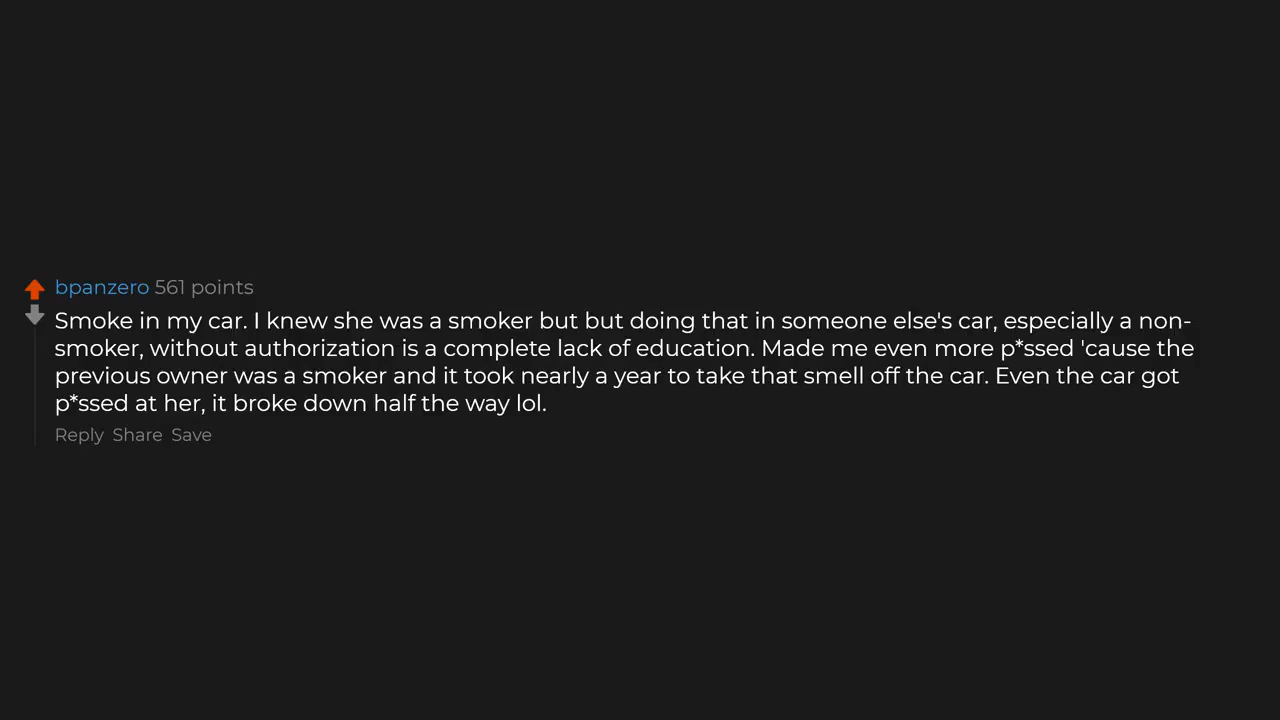 bpanzero 561 points
Smoke in my car. I knew she was a smoker but but doing that in someone else's car, especially a non-
smoker, without authorization is a complete lack of education. Made me even more p*ssed 'cause the
previous owner was a smoker and it took nearly a year to take that smell off the car. Even the car got
p*ssed at her, it broke down half the way lol.
Reply Share Save